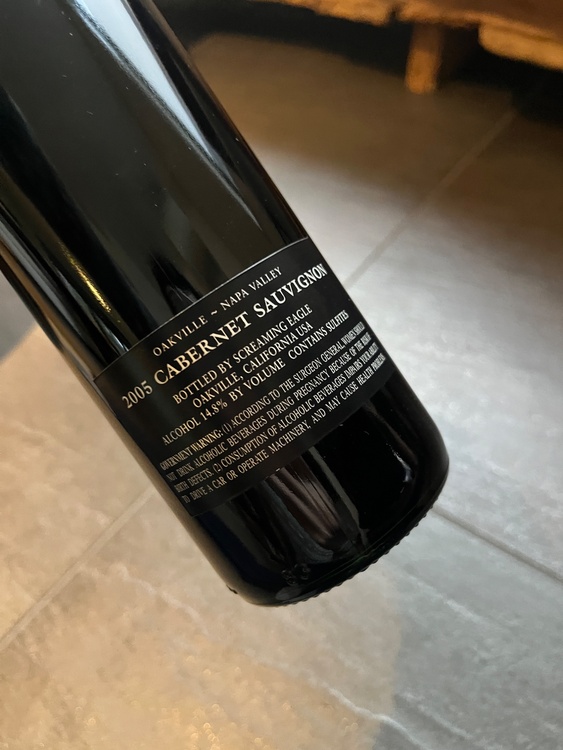 OAKVILLE ~ NAPA VALLEY
2005 CABERNET SAUVIGNON
BOTTLED BY SCREAMING EAGLE
OAKVILLE, CALIFORNIA USA
ALCOHOL 14.8% BY VOLUME CONTAINS SULFITES
GOVERNMENT WARNING: (1) ACCORDING TO THE SURGEON GENERAL, WOMEN SHOULD
NOT DRINK ALCOHOLIC BEVERAGES DURING PREGNANCY BECAUSE OF THE RISK OF
BIRTH DEFECTS. (2) CONSUMPTION OF ALCOHOLIC BEVERAGES IMPAIRS YOUR ABILITY
TO DRIVE A CAR OR OPERATE MACHINERY, AND MAY CAUSE HEALTH PROBLEMS